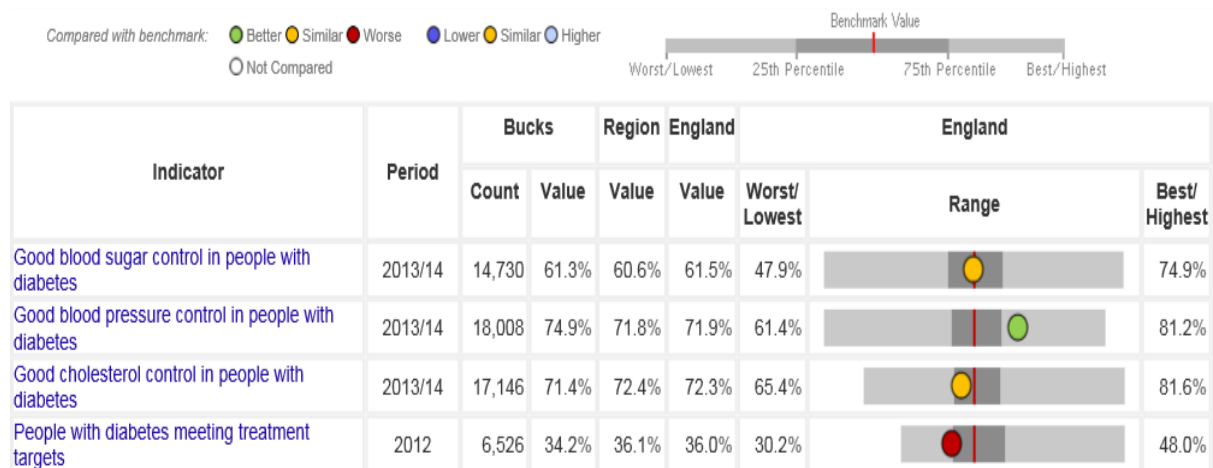 Benchmark Value
Compared with benchmark: Better Similar Worse Lower Similar Higher
Not Compared
Worst/Lowest 25th Percentile 75th Percentile Best/Highest
Indicator Period Bucks Region England England
Count Value Value Value Worst/ Lowest Range Best/ Highest
Good blood sugar control in people with
diabetes 2013/14 14,730 61.3% 60.6% 61.5% 47.9% 74.9%
Good blood pressure control in people with
diabetes 2013/14 18,008 74.9% 71.8% 71.9% 61.4% 81.2%
Good cholesterol control in people with
diabetes 2013/14 17,146 71.4% 72.4% 72.3% 65.4% 81.6%
People with diabetes meeting treatment
targets 2012 6,526 34.2% 36.1% 36.0% 30.2% 48.0%